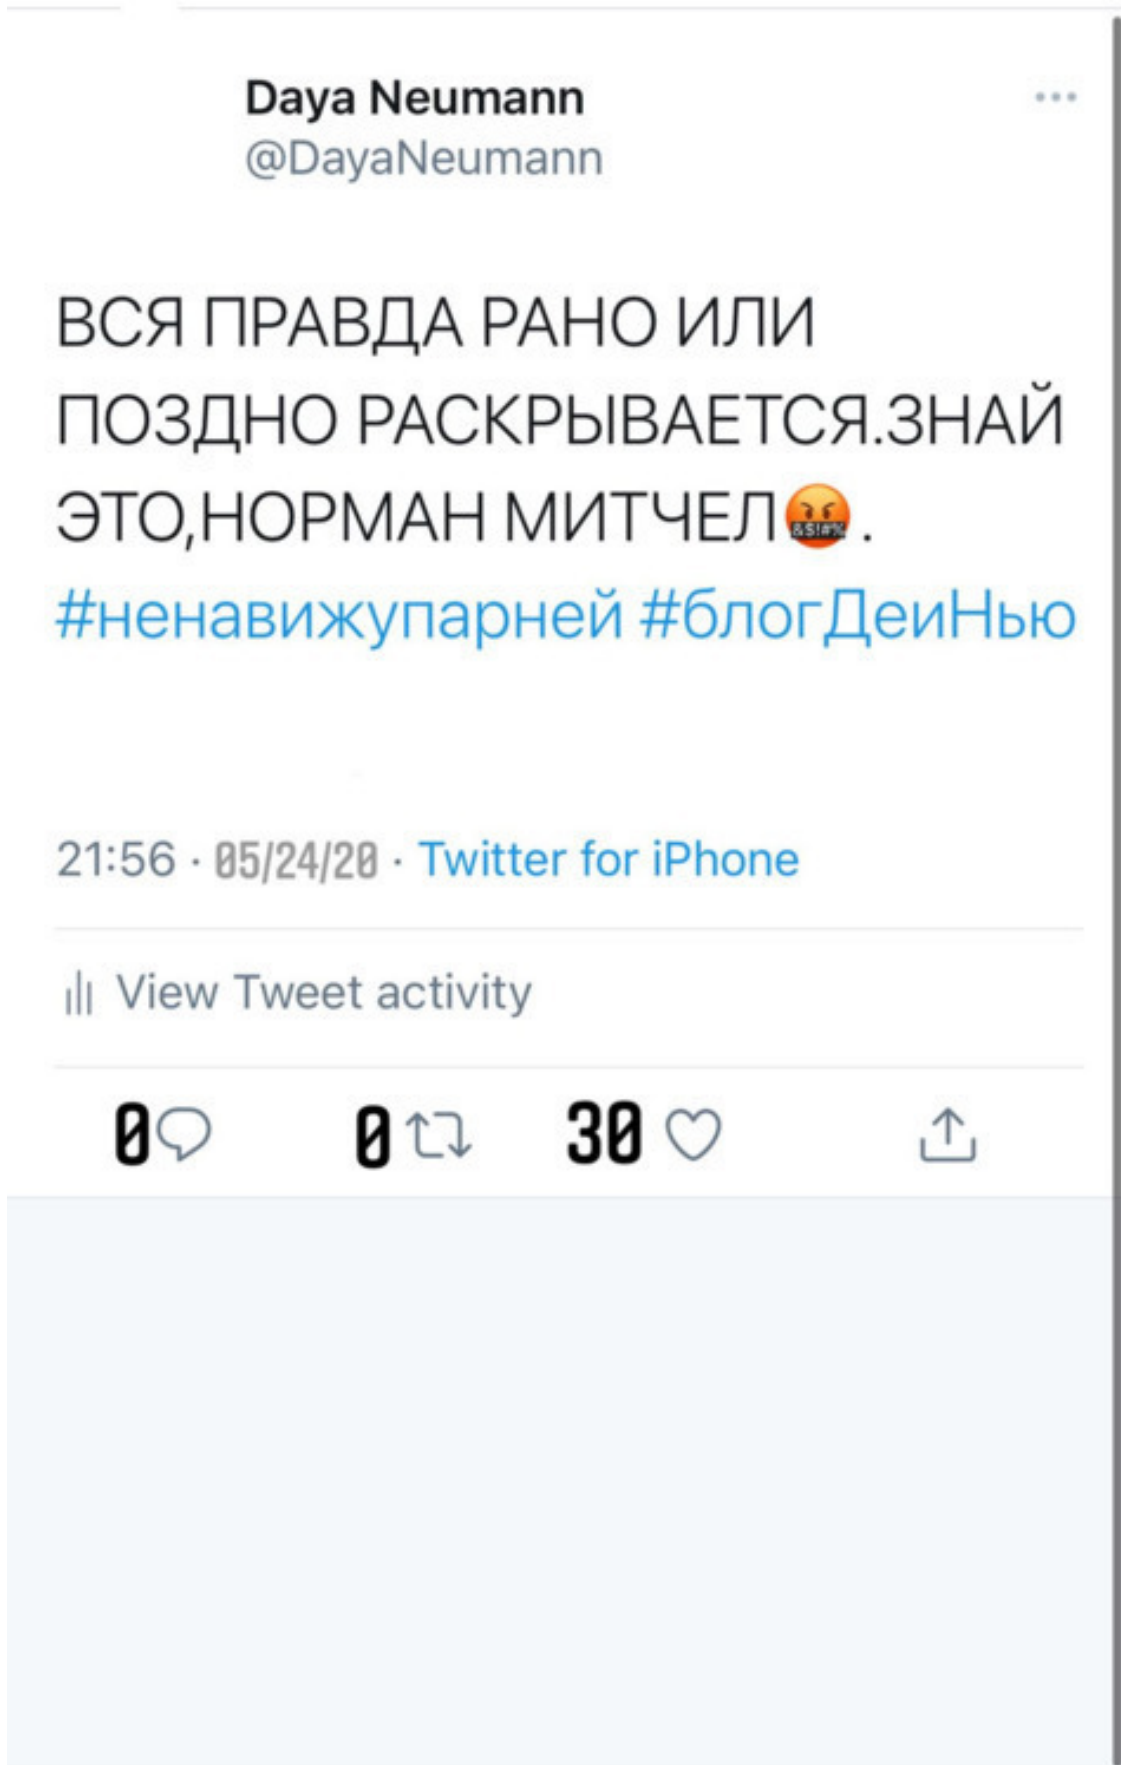 Daya Neumann
@DayaNeumann
ВСЯ ПРАВДА РАНО ИЛИ
ПОЗДНО РАСКРЫВАЕТСЯ.ЗНАЙ
ЭТО,НОРМАН МИТЧЕЛ🤬.
#ненавижупарней #блогДеиНью
21:56 · 05/24/20 · Twitter for iPhone
View Tweet activity
0 0 30